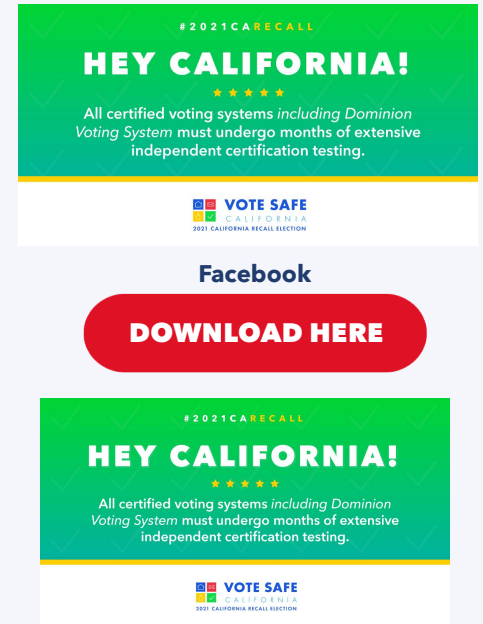 #2021CARECALL
HEY CALIFORNIA!
All certified voting systems including Dominion
Voting System must undergo months of extensive
independent certification testing.
VOTE SAFE
CALIFORNIA
2021 CALIFORNIA RECALL ELECTION
Facebook
DOWNLOAD HERE
#2021CARECALL
HEY CALIFORNIA!
All certified voting systems including Dominion
Voting System must undergo months of extensive
independent certification testing.
VOTE SAFE
CALIFORNIA
2021 CALIFORNIA RECALL ELECTION